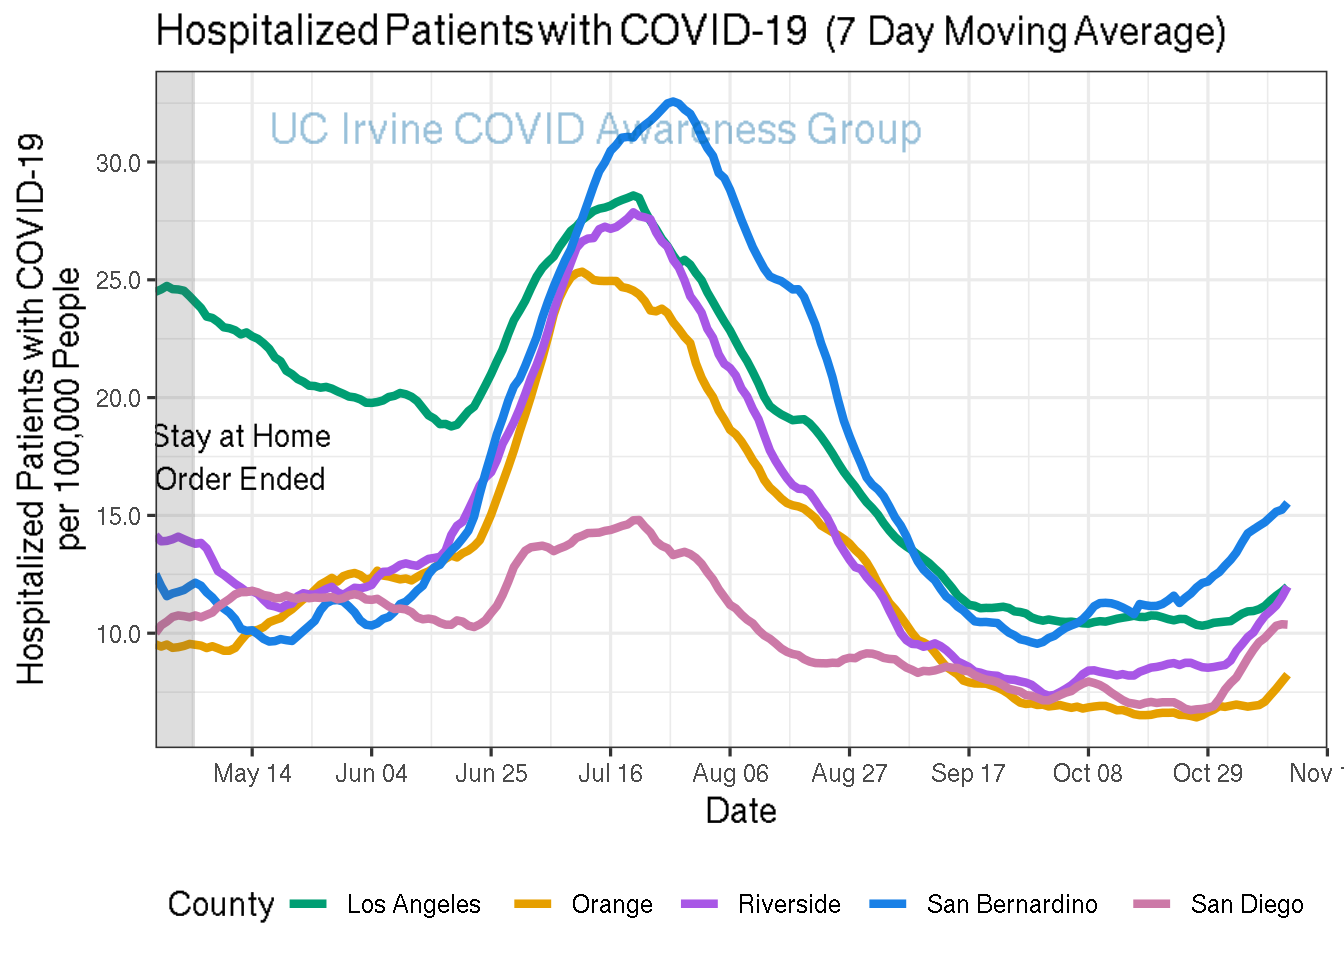 Hospitalized Patients with COVID-19 (7 Day Moving Average)
UC Irvine COVID Awareness Group
Hospitalized Patients with COVID-19
per 100,000 People
30.0
25.0
20.0
15.0
10.0
Stay at Home
Order Ended
May 14 Jun 04 Jun 25 Jul 16 Aug 06 Aug 27 Sep 17 Oct 08 Oct 29 Nov
Date
County Los Angeles Orange Riverside San Bernardino San Diego